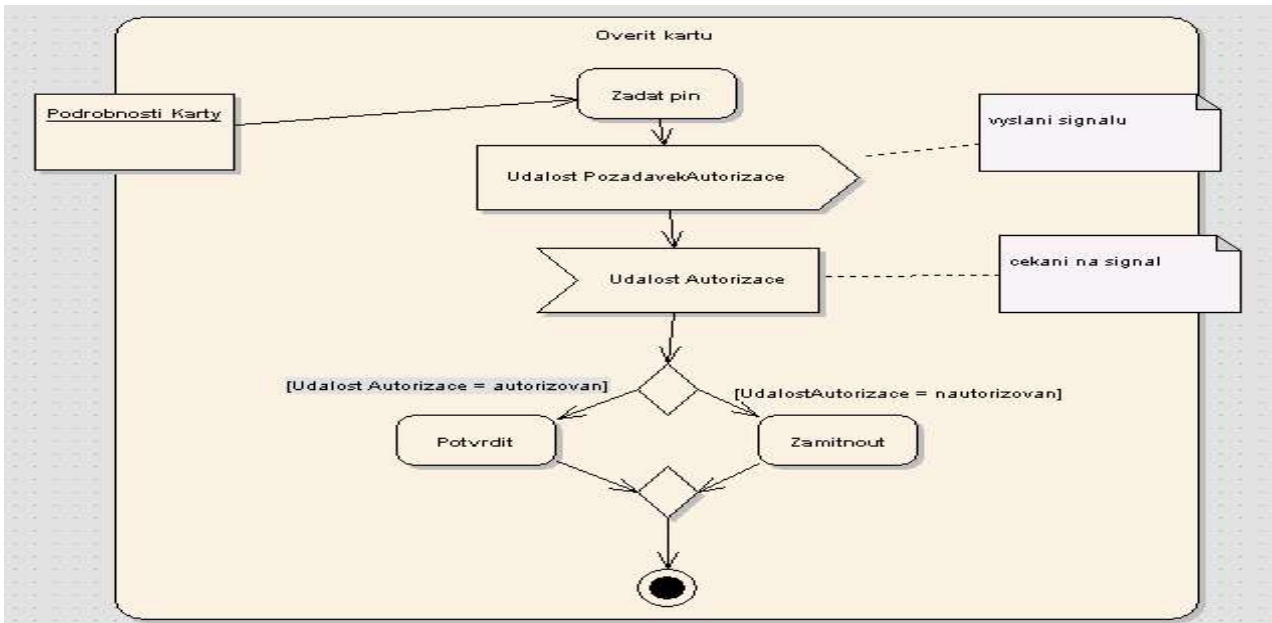 Overit kartu
Zadat pin
Podrobnosti Karty
vyslani signalu
Udalost PozadavekAutorizace
cekani na signal
Udalost Autorizace
[Udalost Autorizace = autorizovan]
[UdalostAutorizace = nautorizovan]
Potvrdit
Zamitnout